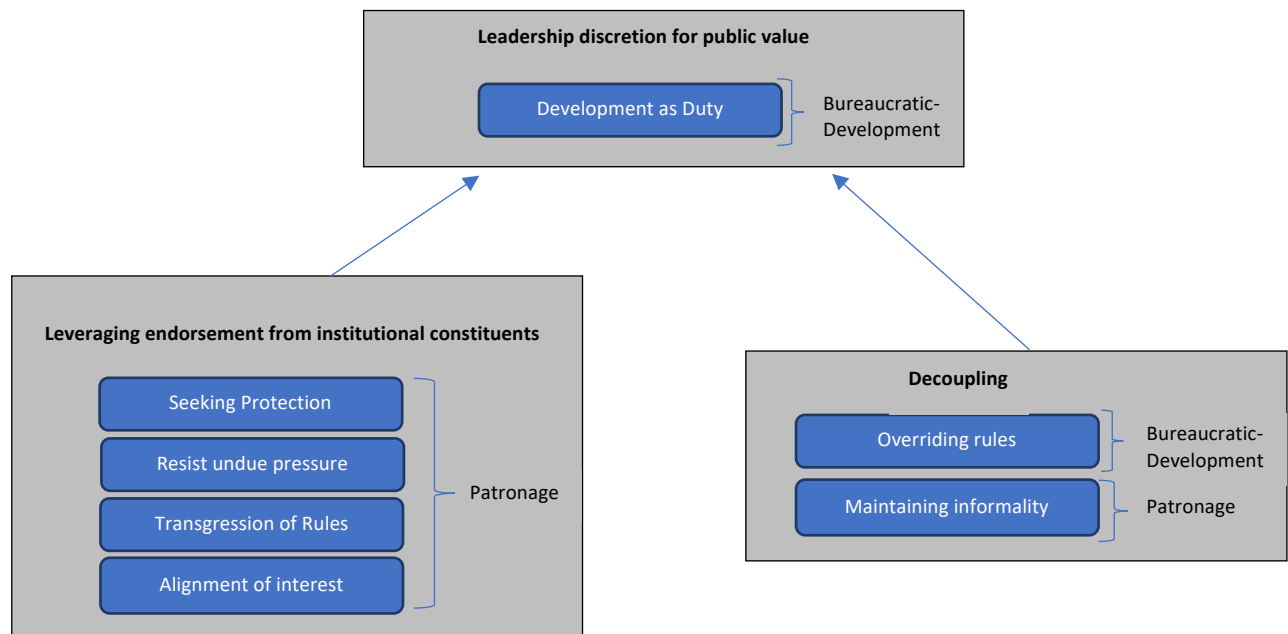 Leadership discretion for public value
Development as Duty
Bureaucratic-
Development
Leveraging endorsement from institutional constituents
Seeking Protection
Resist undue pressure
Transgression of Rules
Alignment of interest
Patronage
Decoupling
Overriding rules
Bureaucratic-
Development
Maintaining informality
Patronage